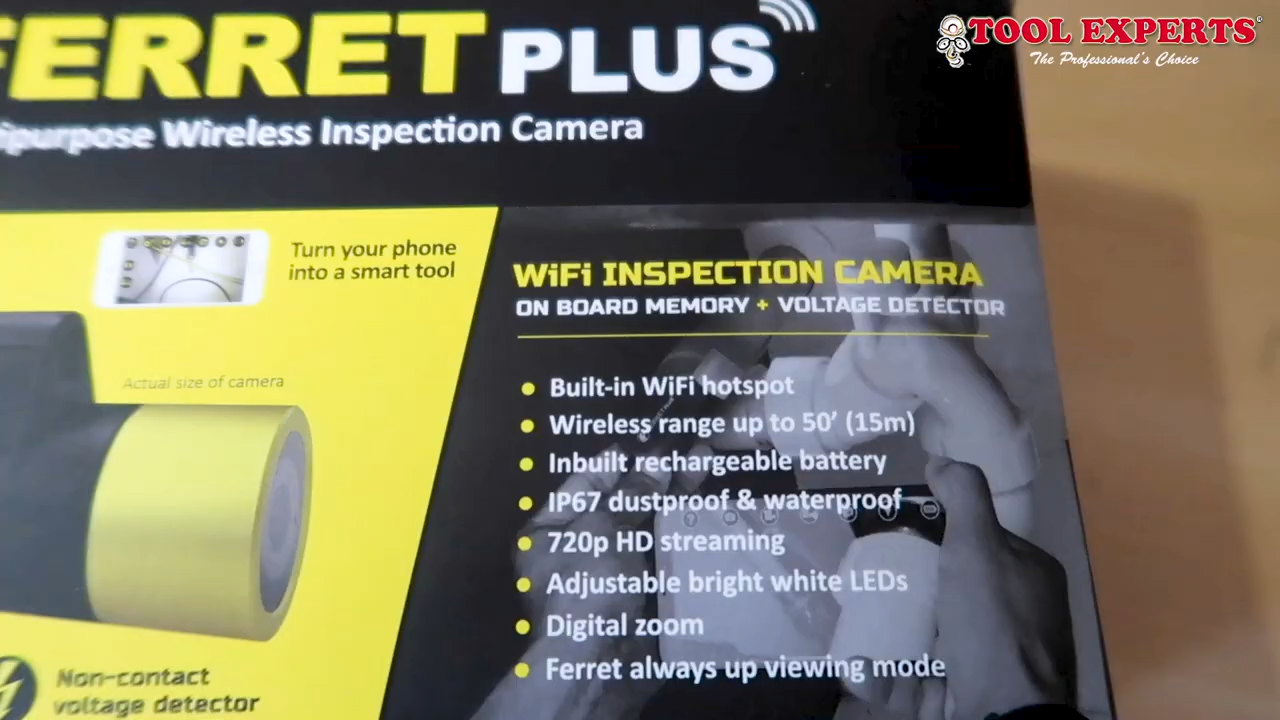 FERRET PLUS
TOOL EXPERTS
The Professional's Choice
Wireless Inspection Camera
Turn your phone
into a smart tool
WiFi INSPECTION CAMERA
ON BOARD MEMORY + VOLTAGE DETECTOR
Actual size of camera
Built-in WiFi hotspot
Wireless range up to 50' (15m)
Inbuilt rechargeable battery
IP67 dustproof & waterproof
720p HD streaming
Adjustable bright white LEDs
Digital zoom
Ferret always up viewing mode
Non-contact
voltage detector